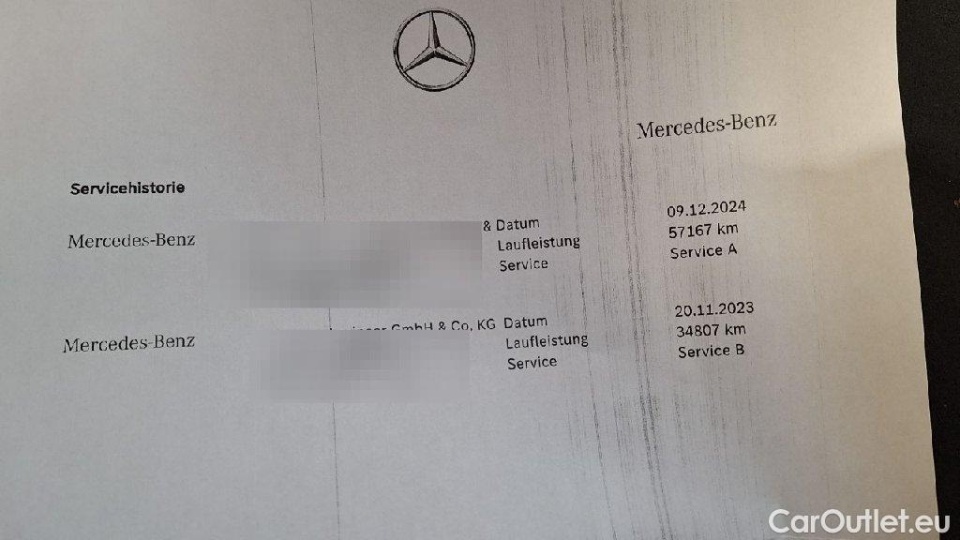 Mercedes-Benz
Servicehistorie
Mercedes-Benz & Datum 09.12.2024
Laufleistung 57167 km
Service Service A
Mercedes-Benz GmbH & Co. KG Datum 20.11.2023
Laufleistung 34807 km
Service Service B
CarOutlet.eu